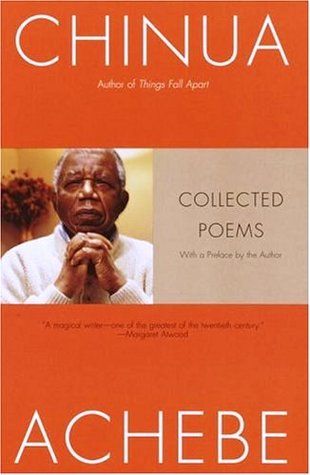 CHINUA
Author of Things Fall Apart
COLLECTED
POEMS
With a Preface by the Author
"A magical writer—one of the greatest of the twentieth century."
—Margaret Atwood
ACHEBE